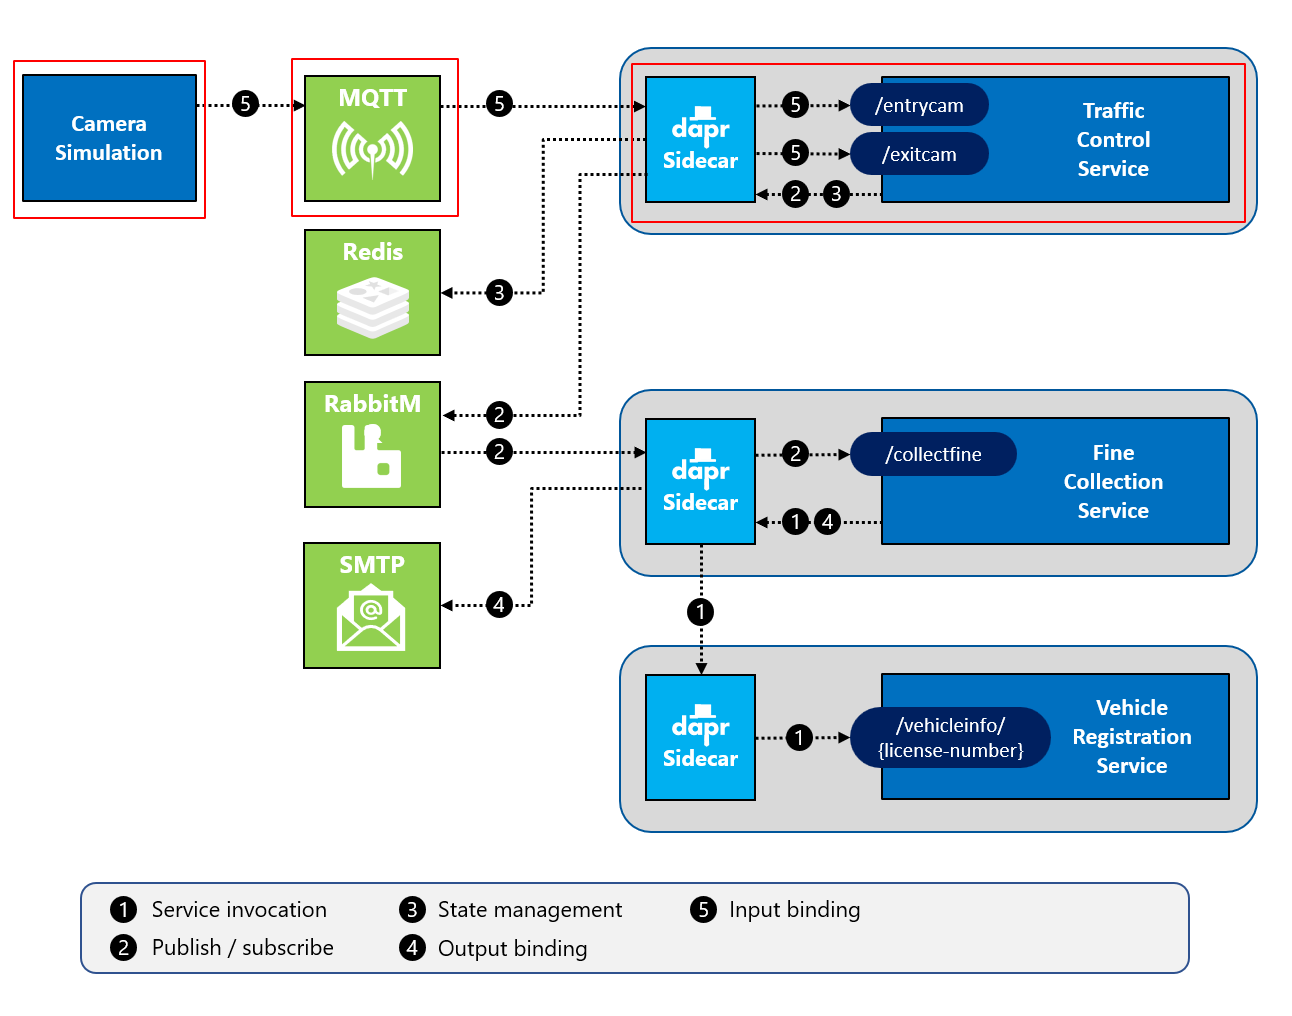 Camera
Simulation
5
MQTT
5
dapr
Sidecar
5
/entrycam
5
/exitcam
2 3
Traffic
Control
Service
Redis
3
RabbitM
2
2
dapr
Sidecar
2
/collectfine
1 4
Fine
Collection
Service
SMTP
@
4
1
dapr
Sidecar
1
/vehicleinfo/
{license-number}
Vehicle
Registration
Service
1 Service invocation
2 Publish / subscribe
3 State management
4 Output binding
5 Input binding